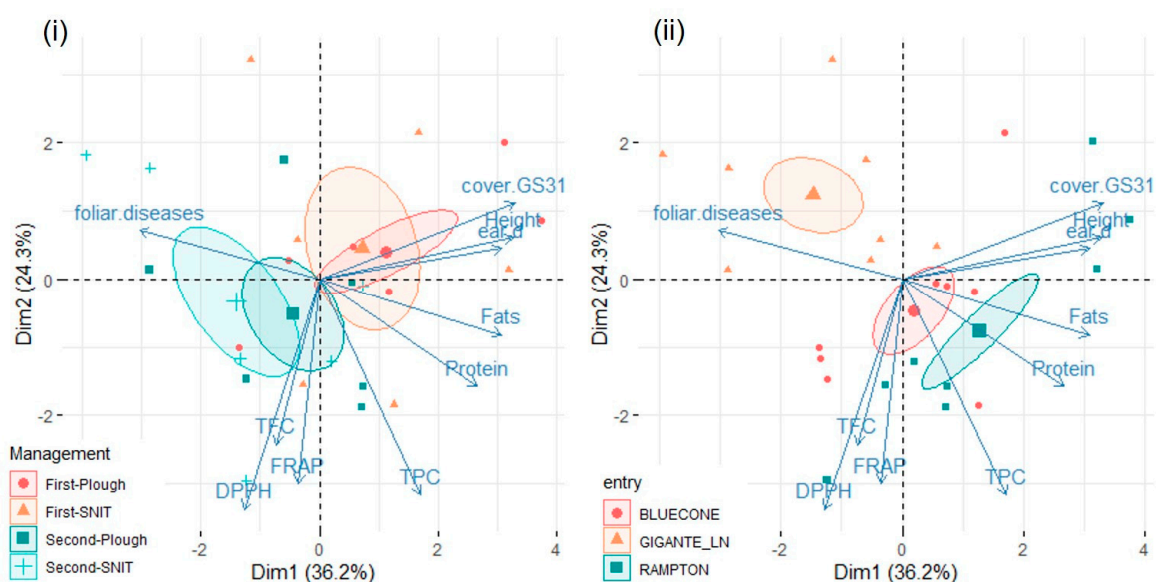 (i)
2
0
-2
Dim2 (24.3%)
cover.GS31
foliar.diseases
Height
ear.d
Fats
Protein
TFC
FRAP
TPC
DPPH
-2
0
2
4
Dim1 (36.2%)
Management
First-Plough
First-SNIT
Second-Plough
Second-SNIT
(ii)
2
0
-2
Dim2 (24.3%)
cover.GS31
foliar.diseases
Height
ear.d
Fats
Protein
TFC
FRAP
TPC
DPPH
-2
0
2
4
Dim1 (36.2%)
entry
BLUECONE
GIGANTE_LN
RAMPTON